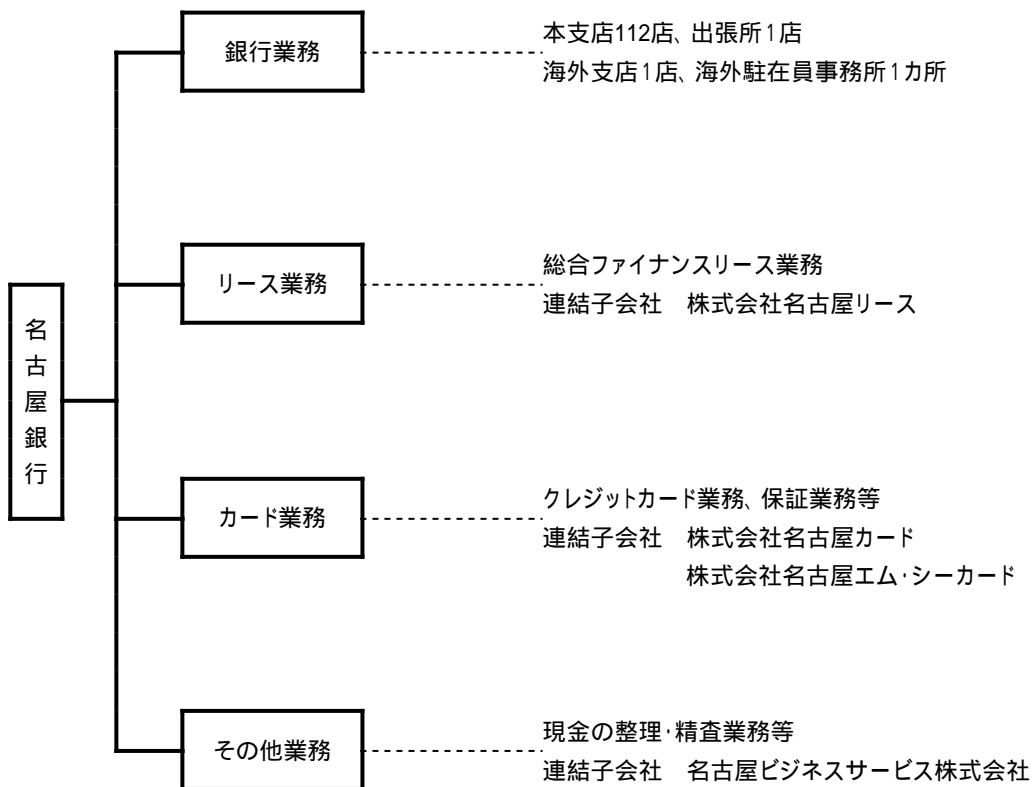 名古屋銀行
銀行業務
本支店112店、出張所1店
海外支店1店、海外駐在員事務所1カ所
リース業務
総合ファイナンスリース業務
連結子会社　株式会社名古屋リース
カード業務
クレジットカード業務、保証業務等
連結子会社　株式会社名古屋カード
株式会社名古屋エム・シーカード
その他業務
現金の整理・精査業務等
連結子会社　名古屋ビジネスサービス株式会社